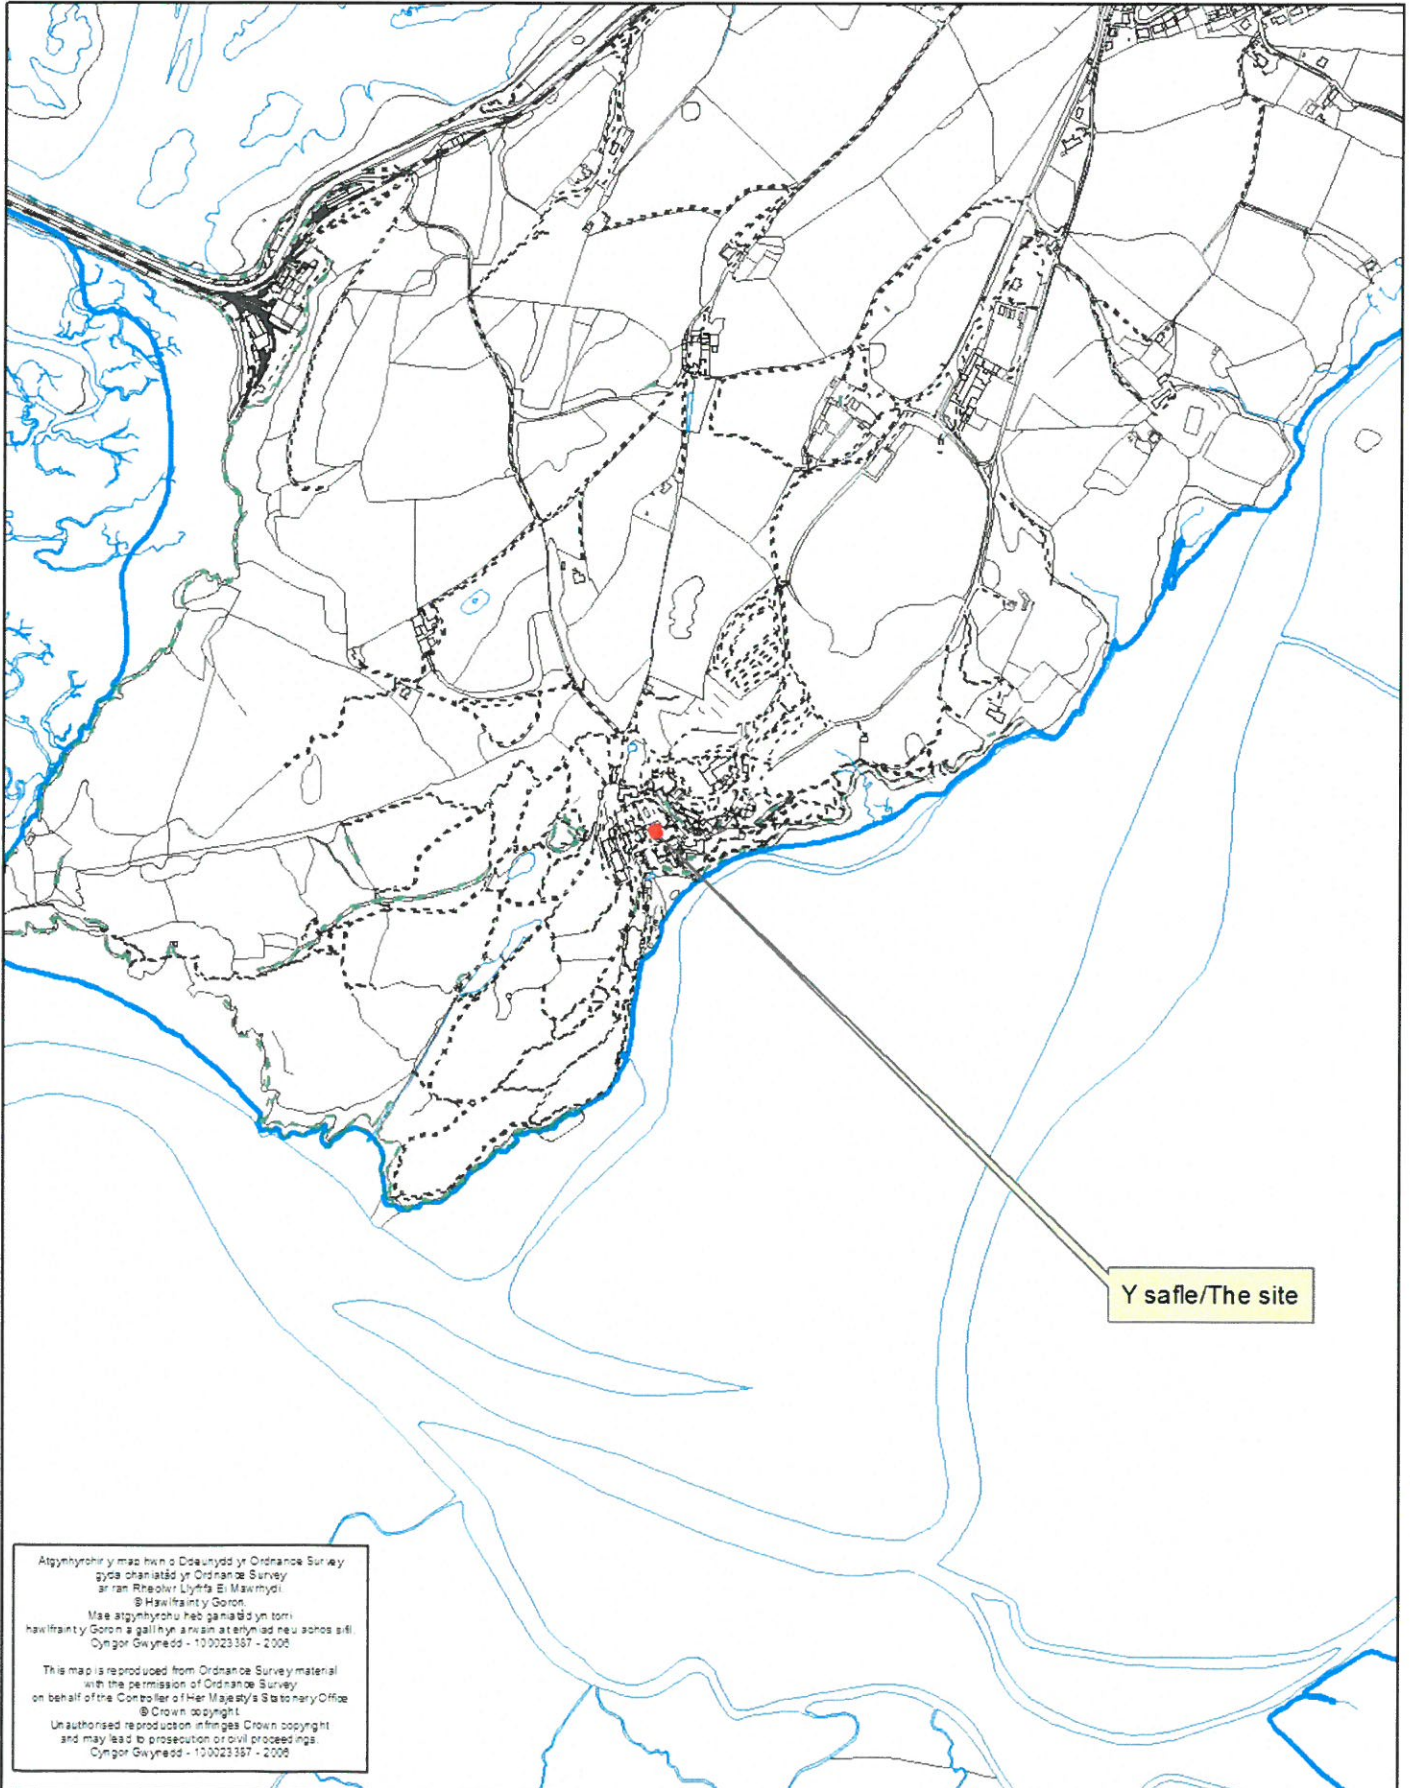 Y safle/The site
Atgynhyrchir y map hwn o Ddeunydd yr Ordnance Survey
gyda chaniatâd yr Ordnance Survey
ar ran Rheolwr Llyfrfa Ei Mawrhydi
© Hawlfraint y Goron.
Mae atgynhyrchu heb ganiatâd yn torri
hawlfraint y Goron a gall hyn arwain at erlyniad neu achos sifil.
Cyngor Gwynedd - 100023387 - 2006
This map is reproduced from Ordnance Survey material
with the permission of Ordnance Survey
on behalf of the Controller of Her Majesty's Stationery Office
© Crown copyright.
Unauthorised reproduction infringes Crown copyright
and may lead to prosecution or civil proceedings.
Cyngor Gwynedd - 100023387 - 2006